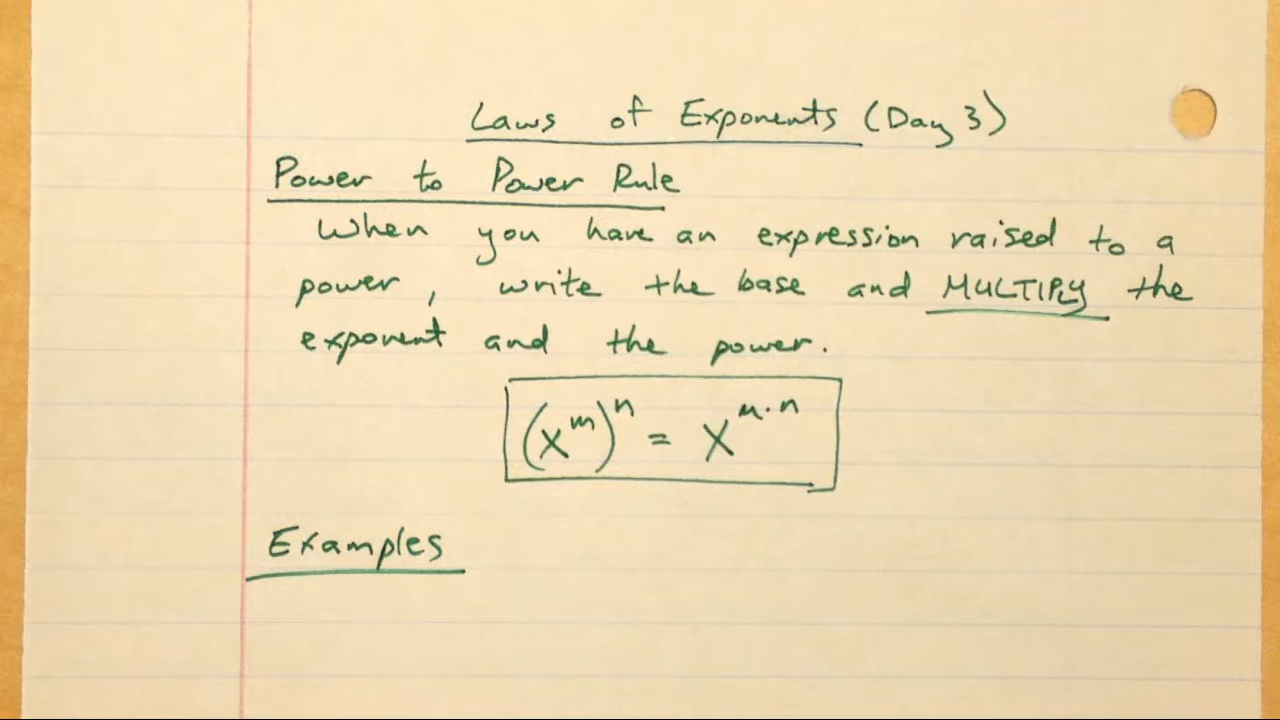 Laws of Exponents (Day 3)
Power to Power Rule
When you have an expression raised to a
power, write the base and MULTIPLY the
exponent and the power.
(x^m)^n = x^{m·n}
Examples